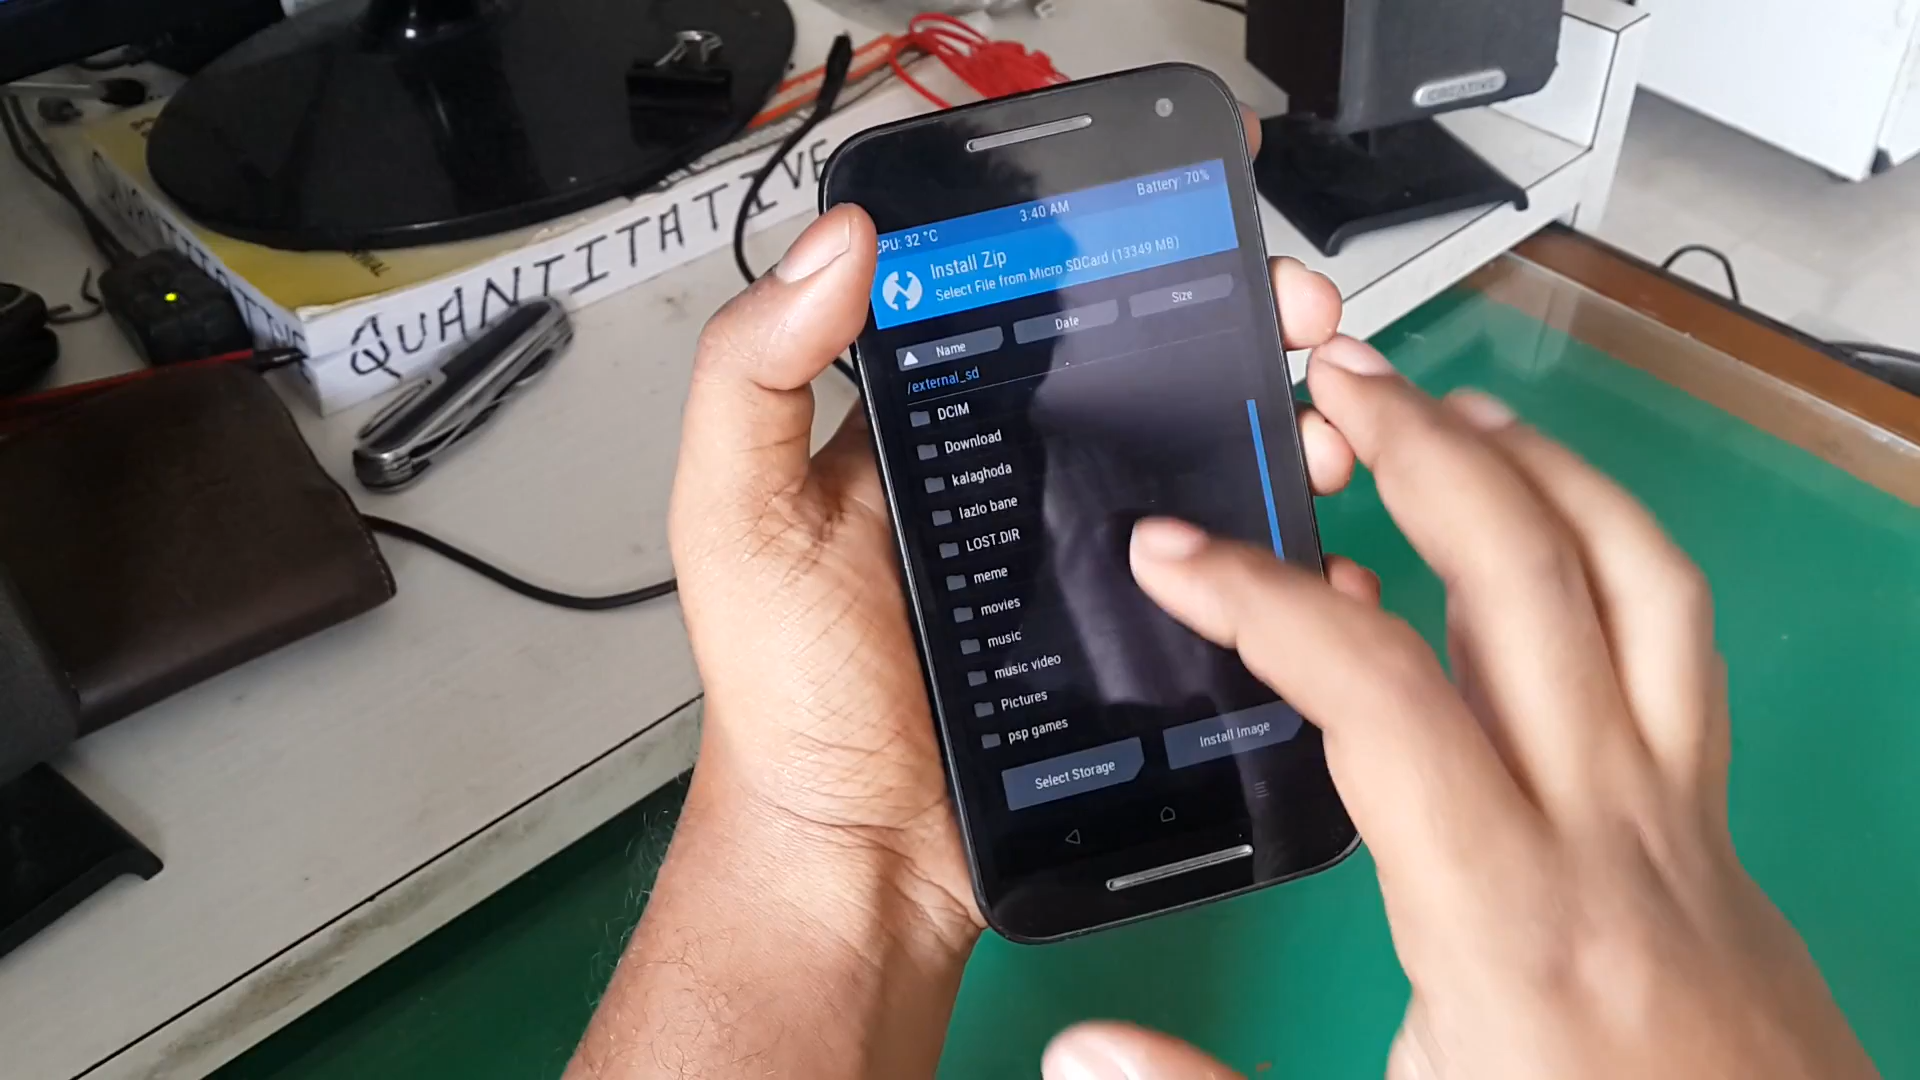 QUANTITATIVE
CREATIVE
CPU: 32 °C
3:40 AM
Battery: 70%
Install Zip
Select File from Micro SDCard (13349 MB)
Name
Date
Size
/external_sd
DCIM
Download
kalaghoda
lazlo bane
LOST.DIR
meme
movies
music
music video
Pictures
psp games
Select Storage
Install Image